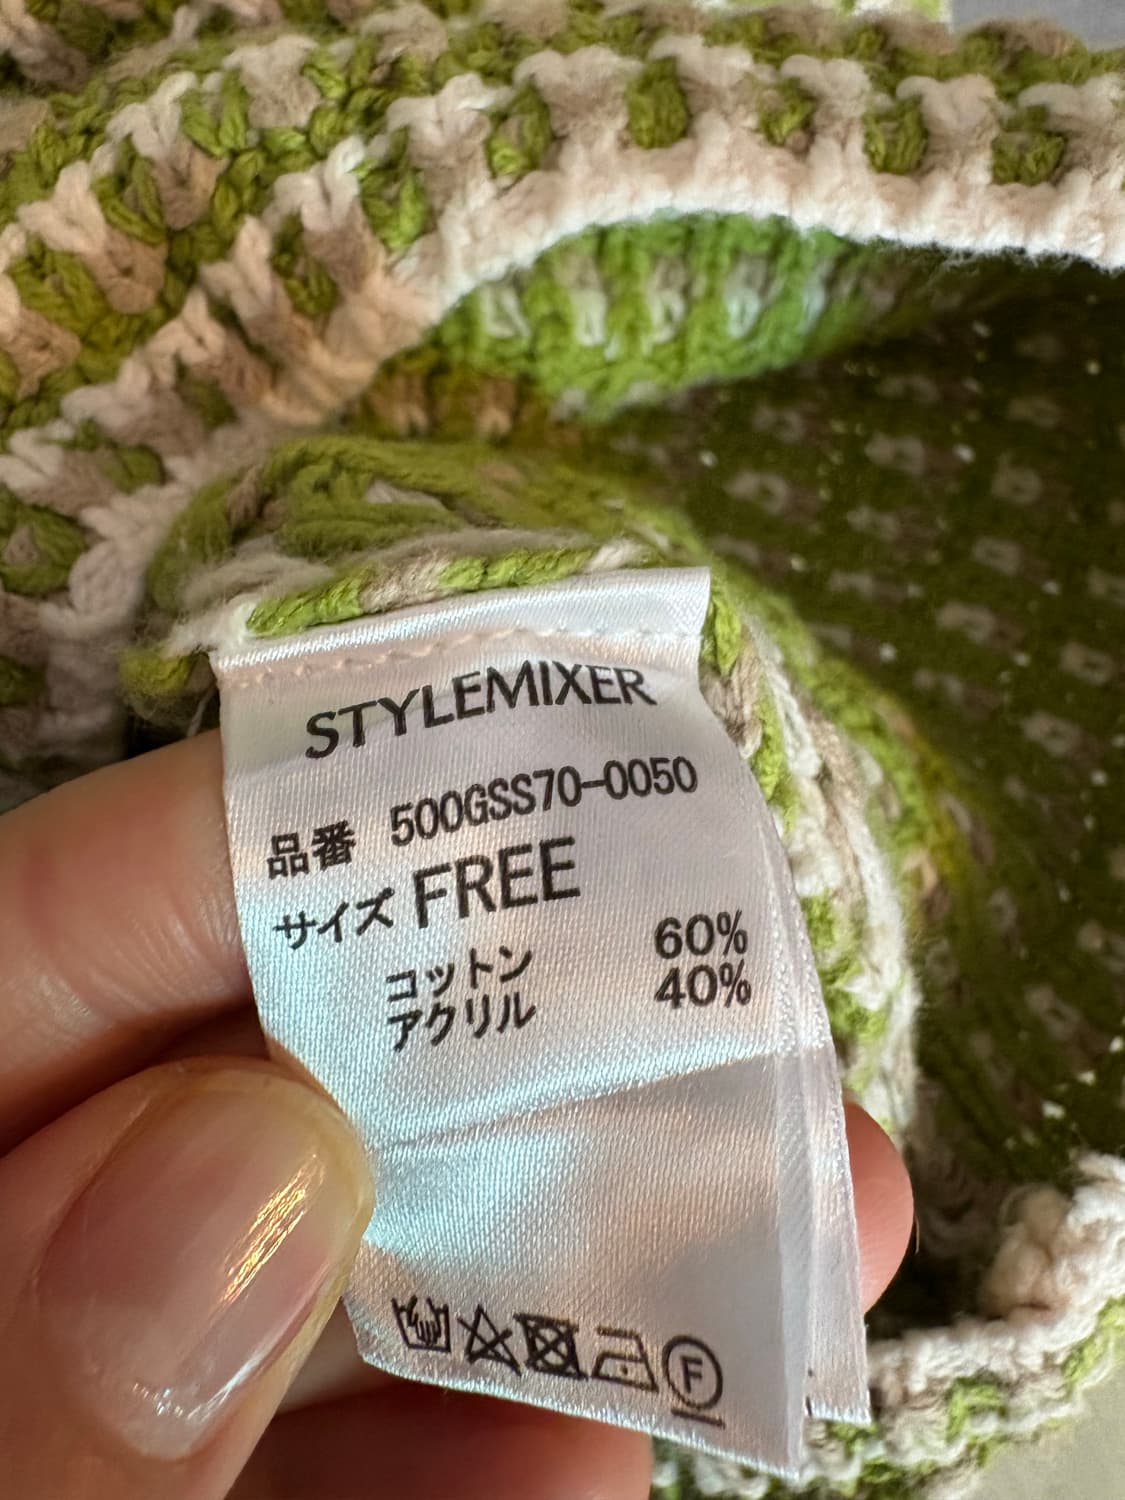 STYLEMIXER
品番 500GSS70-0050
サイズ FREE
コットン 60%
アクリル 40%
F